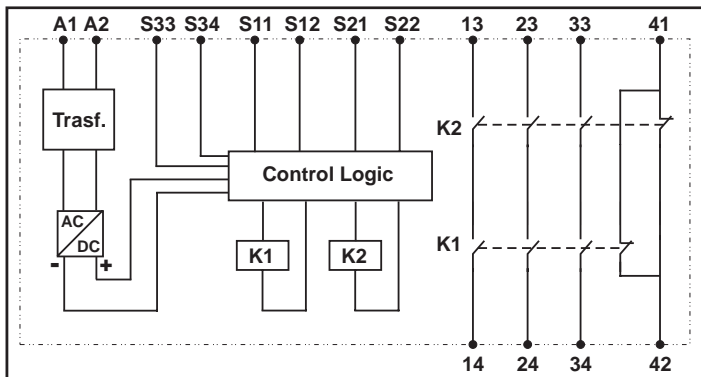 A1 A2 S33 S34 S11 S12 S21 S22 13 23 33 41
Trasf.
K2
Control Logic
AC
DC
- +
K1 K2
K1
14 24 34 42